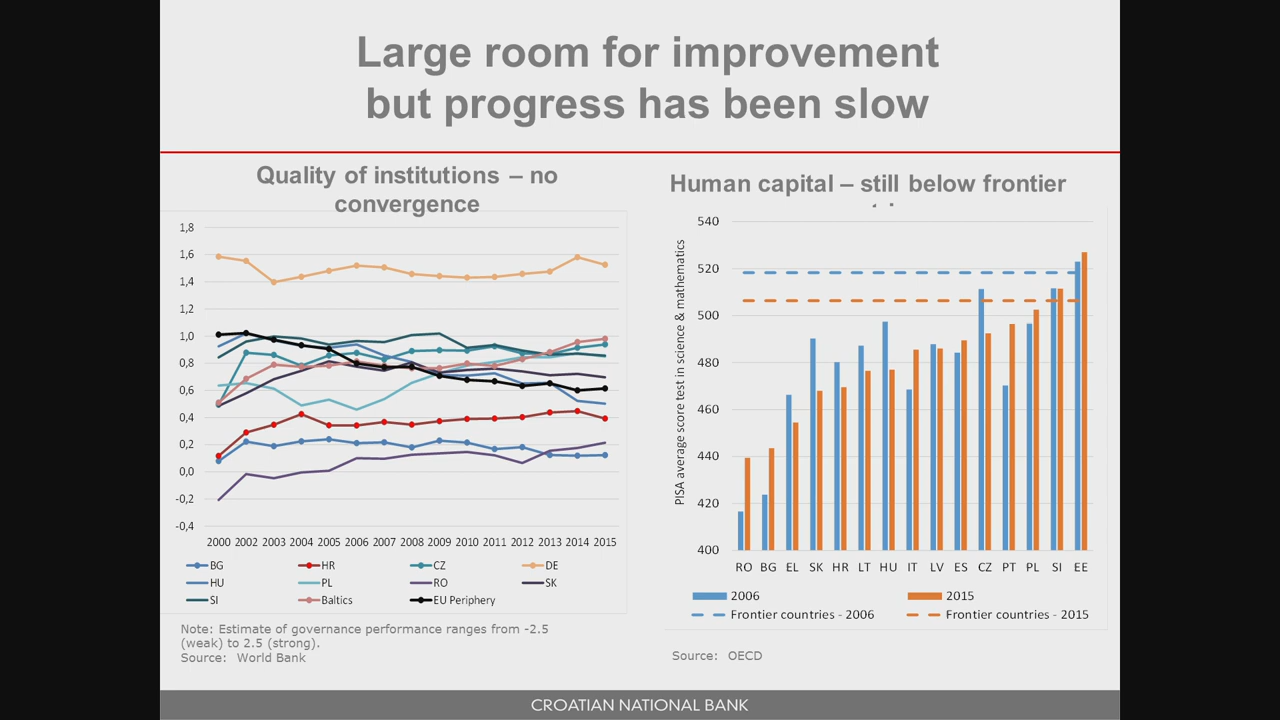 Large room for improvement
but progress has been slow
Quality of institutions – no
convergence
1,8
1,6
1,4
1,2
1,0
0,8
0,6
0,4
0,2
0,0
-0,2
-0,4
2000 2002 2003 2004 2005 2006 2007 2008 2009 2010 2011 2012 2013 2014 2015
BG HR CZ DE
HU PL RO SK
SI Baltics EU Periphery
Note: Estimate of governance performance ranges from -2.5
(weak) to 2.5 (strong).
Source: World Bank
Human capital – still below frontier
PISA average score test in science & mathematics
540
520
500
480
460
440
420
400
RO BG EL SK HR LT HU IT LV ES CZ PT PL SI EE
2006 2015
Frontier countries - 2006 Frontier countries - 2015
Source: OECD
CROATIAN NATIONAL BANK